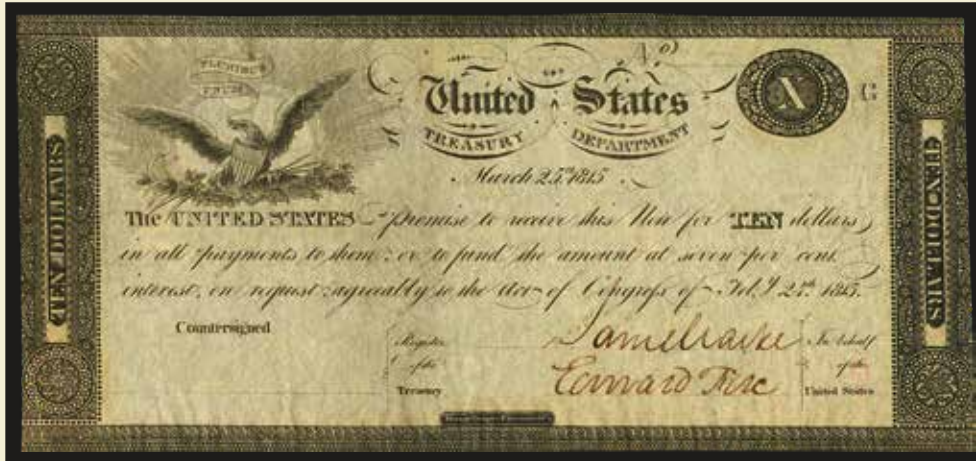 E PLURIBUS
UNUM
No
United States
X
G
TREASURY DEPARTMENT
March 25th 1815
The UNITED STATES promise to receive this Note for TEN dollars
in all payments to them; or to fund the amount at seven per cent
interest, on request, agreeably to the Act of Congress of Feby 24th 1815.
Countersigned
Register
of the
Treasury
In behalf
of the
United States
TEN DOLLARS
TEN DOLLARS